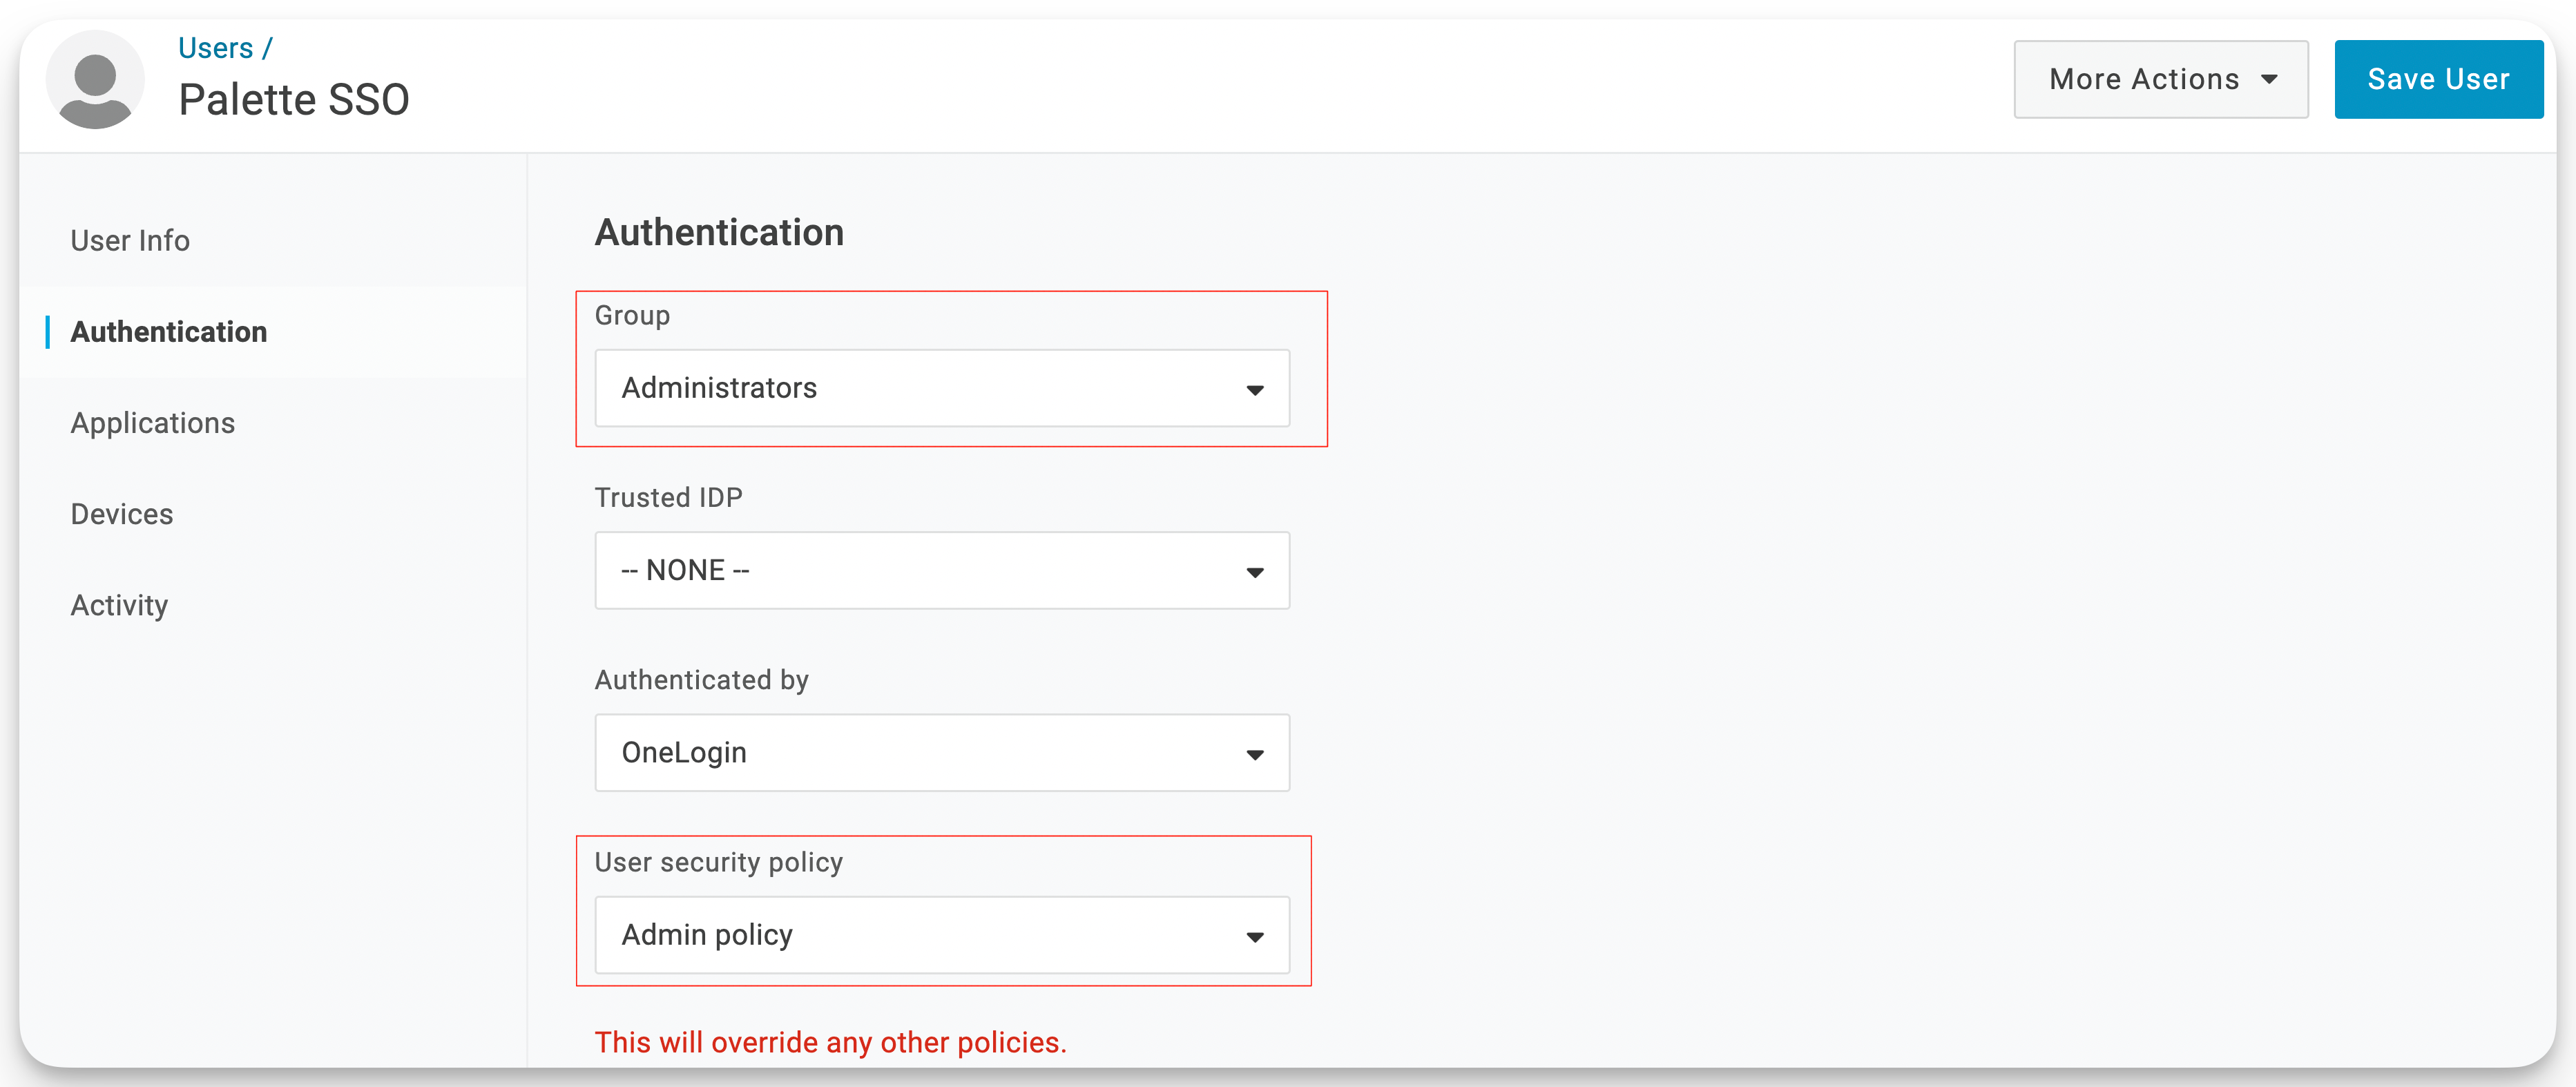 Users /
Palette SSO
More Actions
Save User
User Info
Authentication
Applications
Devices
Activity
Authentication
Group
Administrators
Trusted IDP
-- NONE --
Authenticated by
OneLogin
User security policy
Admin policy
This will override any other policies.